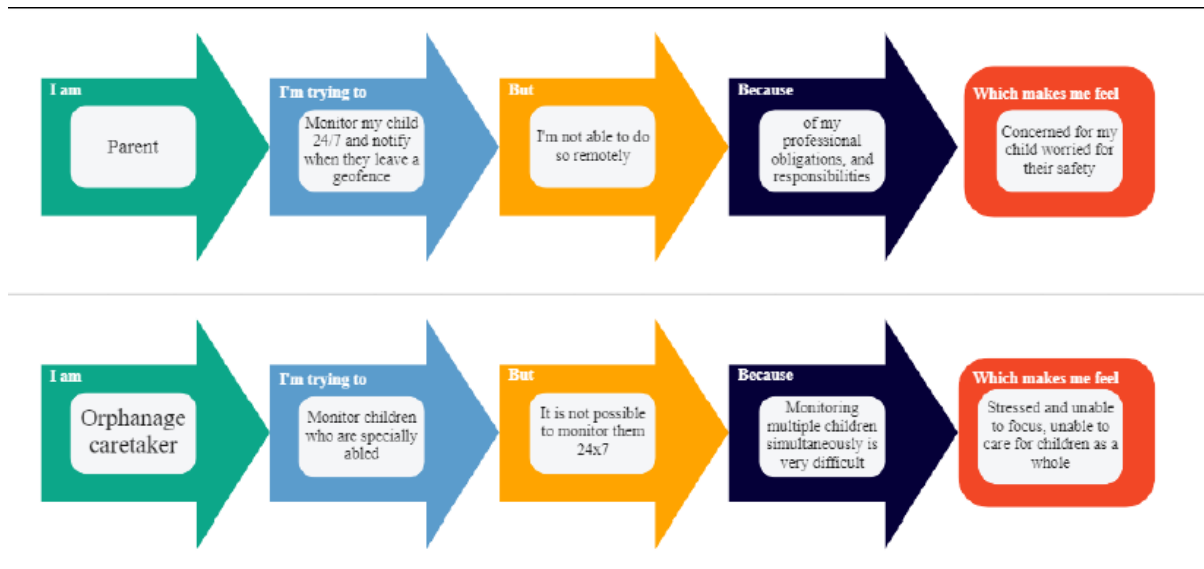 I am
Parent
I'm trying to
Monitor my child
24/7 and notify
when they leave a
geofence
But
I'm not able to do
so remotely
Because
of my
professional
obligations, and
responsibilities
Which makes me feel
Concerned for my
child worried for
their safety
I am
Orphanage
caretaker
I'm trying to
Monitor children
who are specially
abled
But
It is not possible
to monitor them
24x7
Because
Monitoring
multiple children
simultaneously is
very difficult
Which makes me feel
Stressed and unable
to focus, unable to
care for children as a
whole